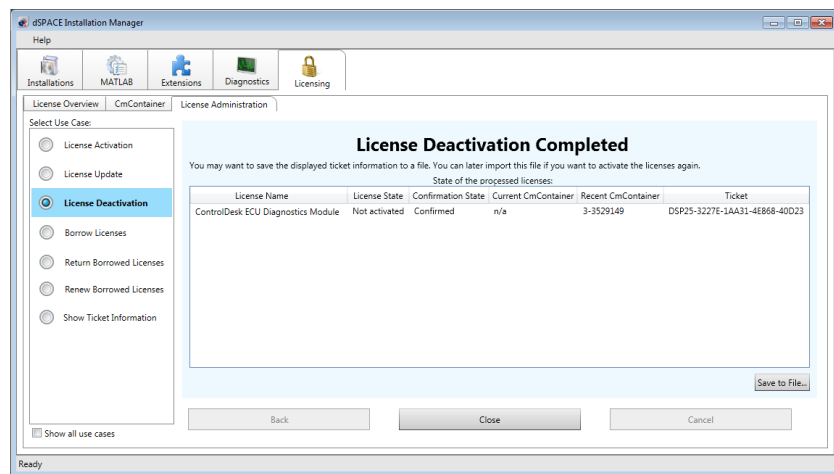 dSPACE Installation Manager
Help
Installations
MATLAB
Extensions
Diagnostics
Licensing
License Overview
CmContainer
License Administration
Select Use Case:
License Activation
License Update
License Deactivation
Borrow Licenses
Return Borrowed Licenses
Renew Borrowed Licenses
Show Ticket Information
Show all use cases
License Deactivation Completed
You may want to save the displayed ticket information to a file. You can later import this file if you want to activate the licenses again.
State of the processed licenses:
License Name License State Confirmation State Current CmContainer Recent CmContainer Ticket
ControlDesk ECU Diagnostics Module Not activated Confirmed n/a 3-3529149 DSP25-3227E-1AA31-4E868-40D23
Save to File...
Back
Close
Cancel
Ready